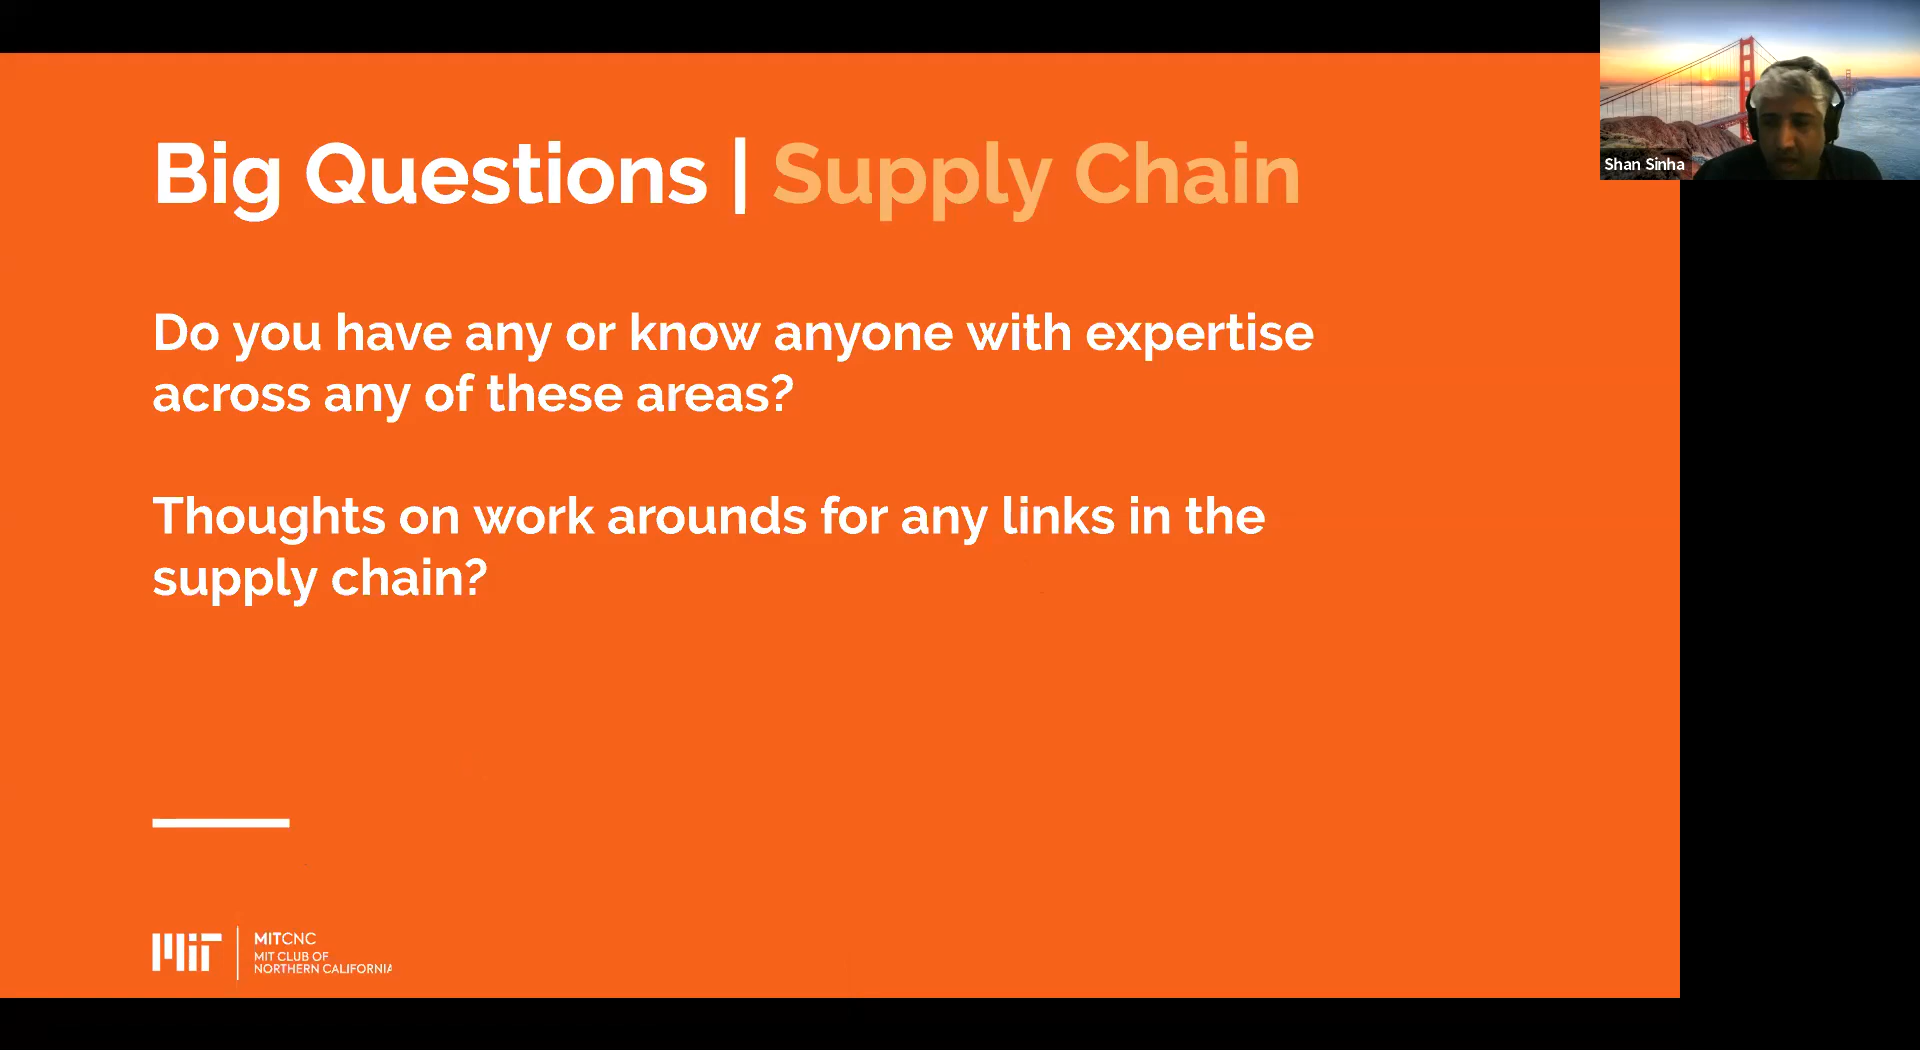 Big Questions | Supply Chain
Shan Sinha
Do you have any or know anyone with expertise
across any of these areas?
Thoughts on work arounds for any links in the
supply chain?
MIT
MITCNC
MIT CLUB OF
NORTHERN CALIFORNIA